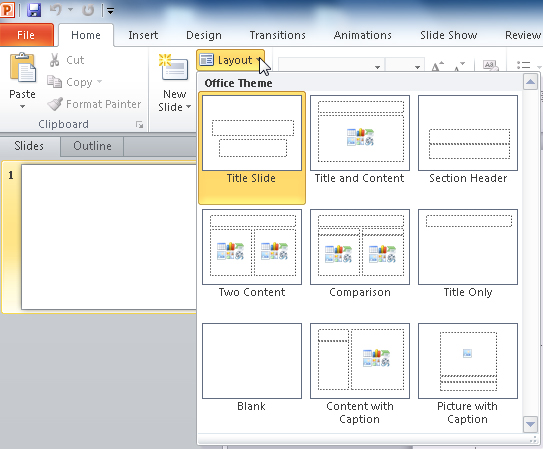 P
File Home Insert Design Transitions Animations Slide Show Review
Paste
Cut
Copy
Format Painter
Clipboard
New
Slide
Layout
Slides Outline
1
Office Theme
Title Slide Title and Content Section Header
Two Content Comparison Title Only
Blank Content with Caption Picture with Caption